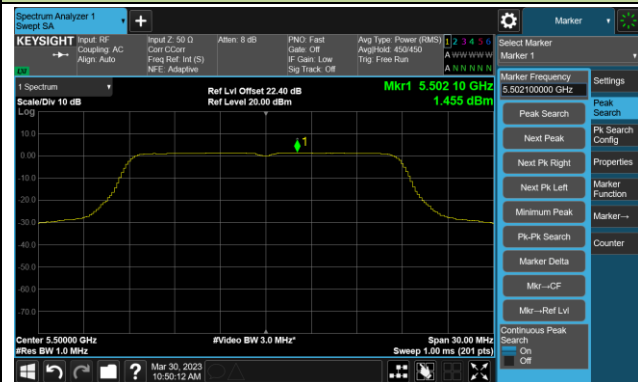 Spectrum Analyzer 1
Swept SA
Marker
KEYSIGHT
Input: RF
Coupling: AC
Align: Auto
Input Z: 50 Ω
Corr CCorr
Freq Ref: Int (S)
NFE: Adaptive
Atten: 8 dB
PNO: Fast
Gate: Off
IF Gain: Low
Sig Track: Off
Avg Type: Power (RMS)
Avg|Hold: 450/450
Trig: Free Run
1 2 3 4 5 6
A W W W W W
A N N N N N
LXI
Select Marker
Marker 1
1 Spectrum
Scale/Div 10 dB
Log
Ref Lvl Offset 22.40 dB
Ref Level 20.00 dBm
Mkr1 5.502 10 GHz
1.455 dBm
10.0
0.00
-10.0
-20.0
-30.0
-40.0
-50.0
-60.0
-70.0
1
Center 5.50000 GHz
#Res BW 1.0 MHz
#Video BW 3.0 MHz*
Span 30.00 MHz
Sweep 1.00 ms (201 pts)
Marker Frequency
5.502100000 GHz
Peak Search
Next Peak
Next Pk Right
Next Pk Left
Minimum Peak
Pk-Pk Search
Marker Delta
Mkr→CF
Mkr→Ref Lvl
Continuous Peak
Search
On
Off
Settings
Peak
Search
Pk Search
Config
Properties
Marker
Function
Marker→
Counter
?
Mar 30, 2023
10:50:12 AM